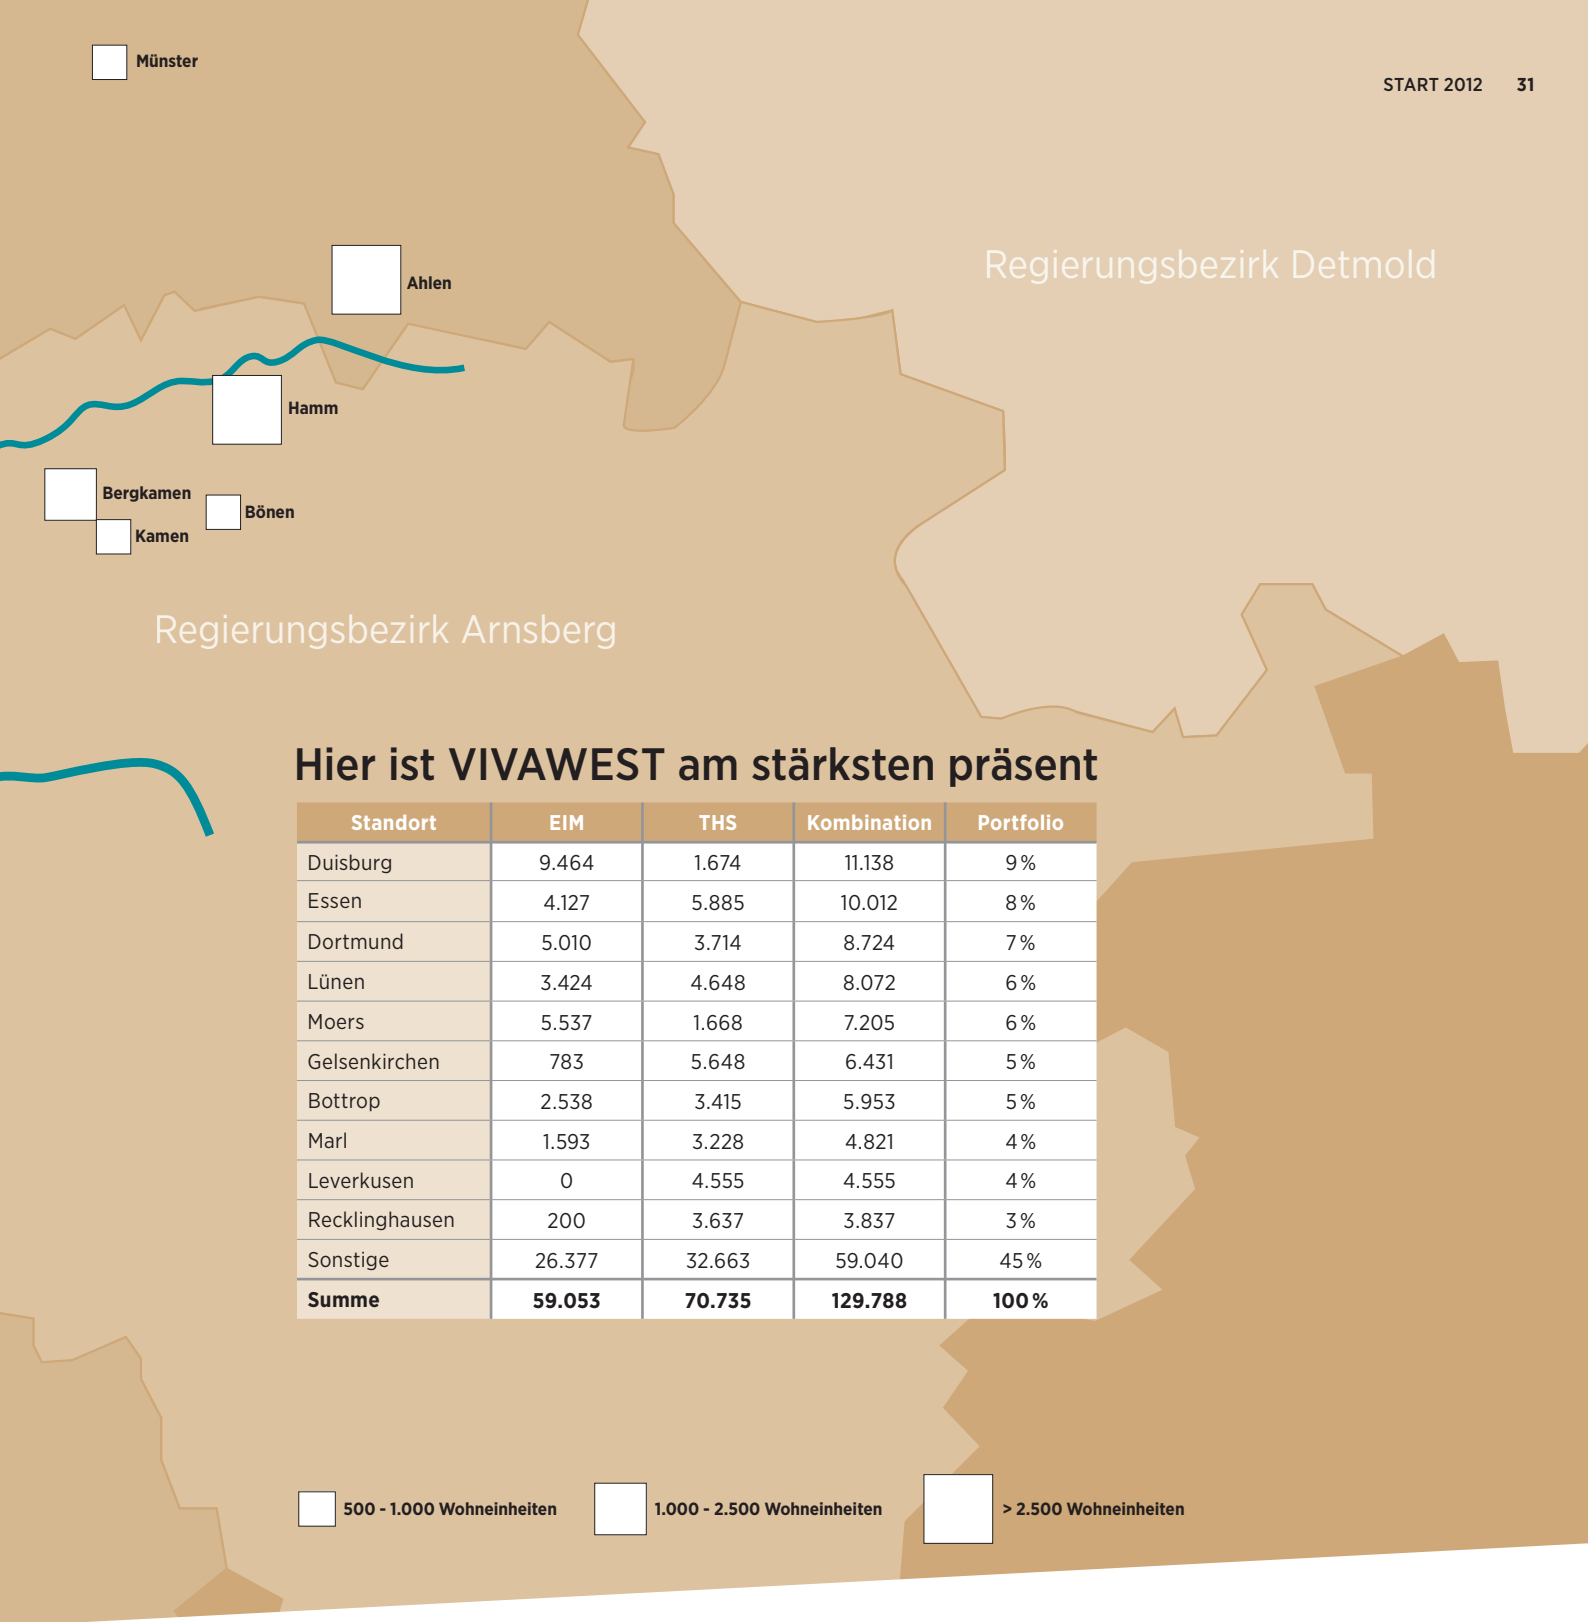 START 2012 31
Münster
Regierungsbezirk Detmold
Ahlen
Hamm
Bergkamen
Bönen
Kamen
Regierungsbezirk Arnsberg
Hier ist VIVAWEST am stärksten präsent
Standort EIM THS Kombination Portfolio
Duisburg 9.464 1.674 11.138 9 %
Essen 4.127 5.885 10.012 8 %
Dortmund 5.010 3.714 8.724 7 %
Lünen 3.424 4.648 8.072 6 %
Moers 5.537 1.668 7.205 6 %
Gelsenkirchen 783 5.648 6.431 5 %
Bottrop 2.538 3.415 5.953 5 %
Marl 1.593 3.228 4.821 4 %
Leverkusen 0 4.555 4.555 4 %
Recklinghausen 200 3.637 3.837 3 %
Sonstige 26.377 32.663 59.040 45 %
Summe 59.053 70.735 129.788 100 %
500 - 1.000 Wohneinheiten 1.000 - 2.500 Wohneinheiten > 2.500 Wohneinheiten